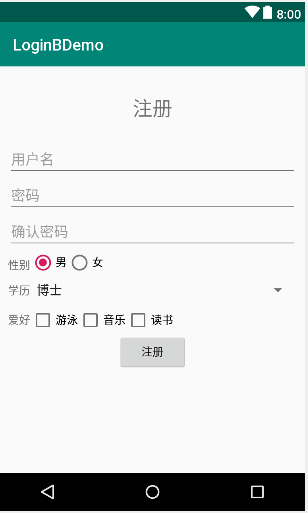 8:00
LoginBDemo
注册
用户名
密码
确认密码
性别 男 女
学历 博士
爱好 游泳 音乐 读书
注册